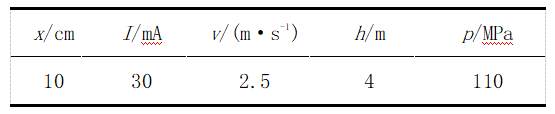 x/cm I/mA v/(m·s⁻¹) h/m p/MPa
10 30 2.5 4 110